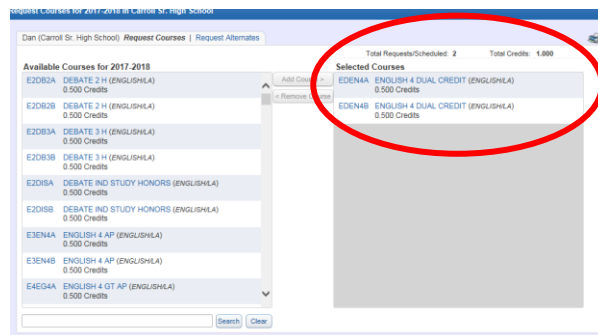 Request Courses for 2017-2018 in Carroll Sr. High School
Dan (Carroll Sr. High School) Request Courses | Request Alternates
Total Requests/Scheduled: 2 Total Credits: 1.000
Available Courses for 2017-2018
E2DB2A DEBATE 2 H (ENGLISH/LA)
0.500 Credits
E2DB2B DEBATE 2 H (ENGLISH/LA)
0.500 Credits
E2DB3A DEBATE 3 H (ENGLISH/LA)
0.500 Credits
E2DB3B DEBATE 3 H (ENGLISH/LA)
0.500 Credits
E2DISA DEBATE IND STUDY HONORS (ENGLISH/LA)
0.500 Credits
E2DISB DEBATE IND STUDY HONORS (ENGLISH/LA)
0.500 Credits
E3EN4A ENGLISH 4 AP (ENGLISH/LA)
0.500 Credits
E3EN4B ENGLISH 4 AP (ENGLISH/LA)
0.500 Credits
E4EG4A ENGLISH 4 GT AP (ENGLISH/LA)
0.500 Credits
Search Clear
Add Course >
< Remove Course
Selected Courses
EDEN4A ENGLISH 4 DUAL CREDIT (ENGLISH/LA)
0.500 Credits
EDEN4B ENGLISH 4 DUAL CREDIT (ENGLISH/LA)
0.500 Credits